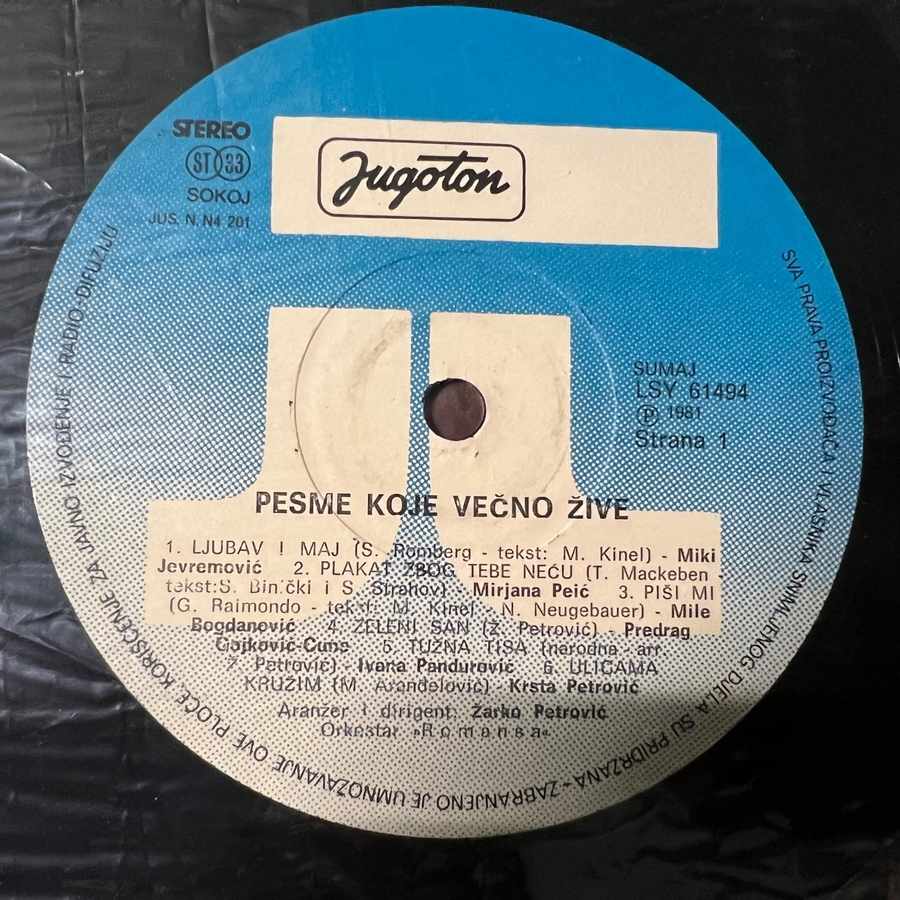 STEREO
ST 33
SOKOJ
JUS. N. N4 201
Jugoton
SUMAJ
LSY 61494
Ⓟ 1981
Strana 1
PESME KOJE VEČNO ŽIVE
1. LJUBAV I MAJ (S. Romberg - tekst: M. Kinel) - Miki
Jevremović 2. PLAKAT ZBOG TEBE NEĆU (T. Mackeben -
tekst: S. Binički i S. Strahov) - Mirjana Peić 3. PIŠI MI
(G. Raimondo - tekst: M. Kinel - N. Neugebauer) - Mile
Bogdanović 4. ZELENI SAN (Ž. Petrović) - Predrag
Gojković-Cune 5. TUŽNA TISA (narodna - arr.
Ž. Petrović) - Ivana Pandurović 6. ULICAMA
KRUŽIM (M. Aranđelović) - Krsta Petrović
Aranžer i dirigent: Žarko Petrović
Orkestar »Romansa«
SVA PRAVA PROIZVOĐAČA I VLASNIKA SNIMLJENOG DJELA SU PRIDRŽANA - ZABRANJENO JE UMNOŽAVANJE OVE PLOČE, KORIŠĆENJE ZA JAVNO IZVOĐENJE I RADIO-DIFUZIJU